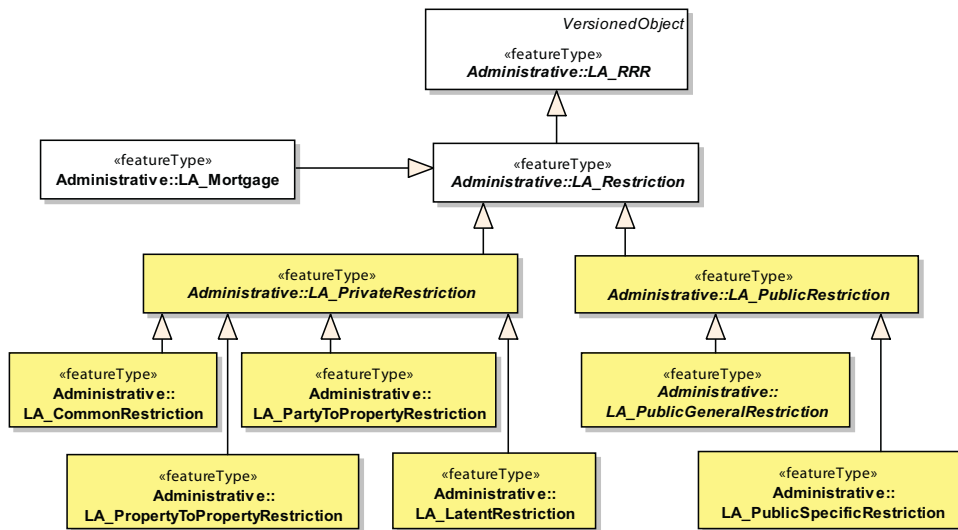 VersionedObject
«featureType»
Administrative::LA_RRR
«featureType»
Administrative::LA_Mortgage
«featureType»
Administrative::LA_Restriction
«featureType»
Administrative::LA_PrivateRestriction
«featureType»
Administrative::LA_PublicRestriction
«featureType»
Administrative::
LA_CommonRestriction
«featureType»
Administrative::
LA_PartyToPropertyRestriction
«featureType»
Administrative::
LA_PublicGeneralRestriction
«featureType»
Administrative::
LA_PropertyToPropertyRestriction
«featureType»
Administrative::
LA_LatentRestriction
«featureType»
Administrative::
LA_PublicSpecificRestriction